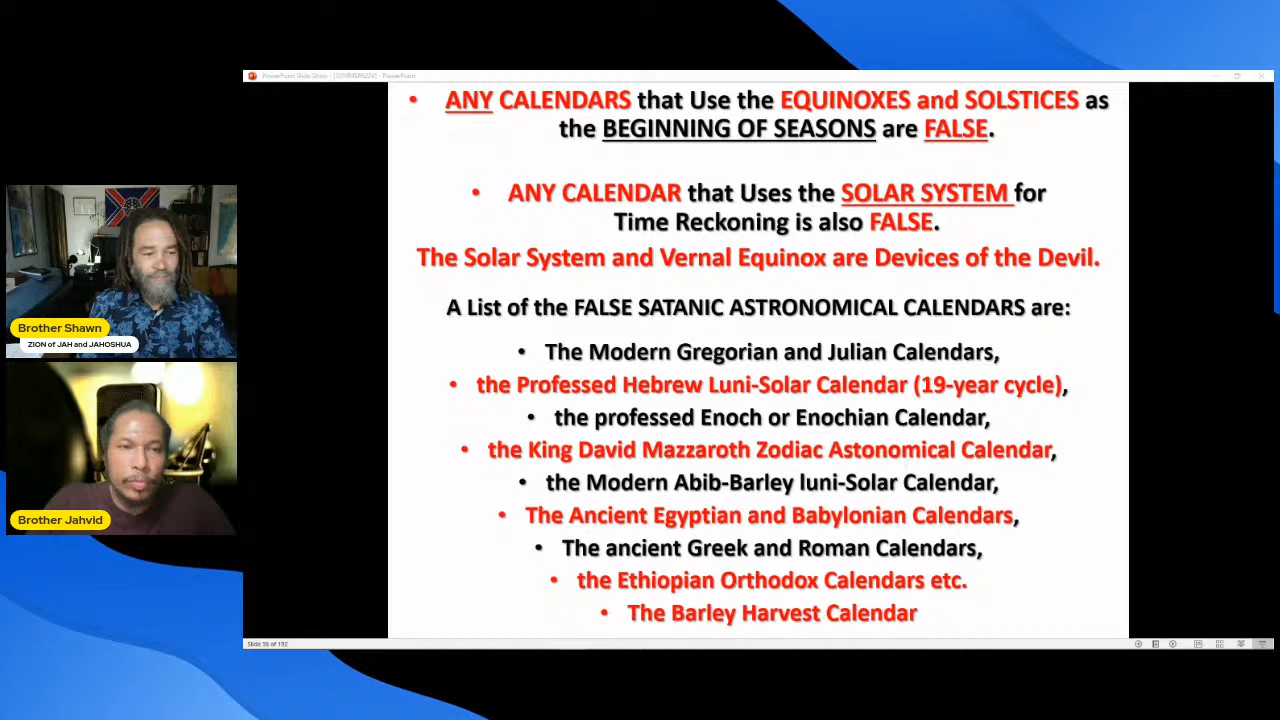 PowerPoint Slide Show - [SUMMER6223] - PowerPoint
• ANY CALENDARS that Use the EQUINOXES and SOLSTICES as
the BEGINNING OF SEASONS are FALSE.
• ANY CALENDAR that Uses the SOLAR SYSTEM for
Time Reckoning is also FALSE.
The Solar System and Vernal Equinox are Devices of the Devil.
A List of the FALSE SATANIC ASTRONOMICAL CALENDARS are:
• The Modern Gregorian and Julian Calendars,
• the Professed Hebrew Luni-Solar Calendar (19-year cycle),
• the professed Enoch or Enochian Calendar,
• the King David Mazzaroth Zodiac Astonomical Calendar,
• the Modern Abib-Barley luni-Solar Calendar,
• The Ancient Egyptian and Babylonian Calendars,
• The ancient Greek and Roman Calendars,
• the Ethiopian Orthodox Calendars etc.
• The Barley Harvest Calendar
Brother Shawn
ZION of JAH and JAHOSHUA
Brother Jahvid